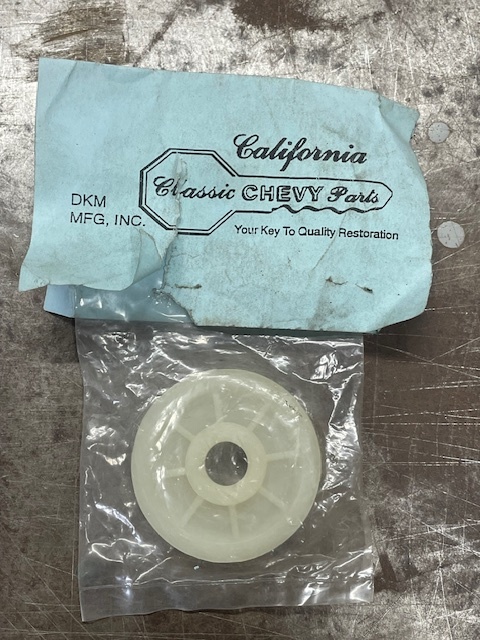 California
Classic CHEVY Parts
DKM
MFG, INC.
Your Key To Quality Restoration